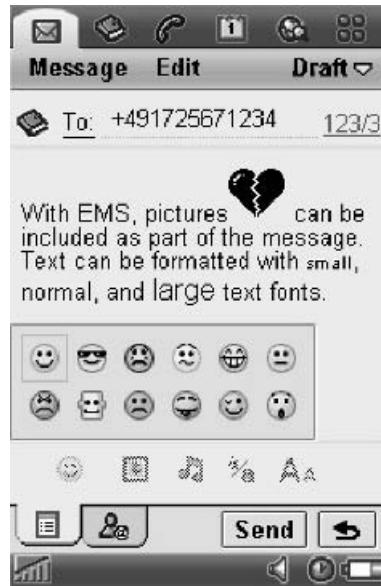 1
Message Edit Draft
To: +491725671234 123/3
With EMS, pictures can be
included as part of the message.
Text can be formatted with small,
normal, and large text fonts.
Send